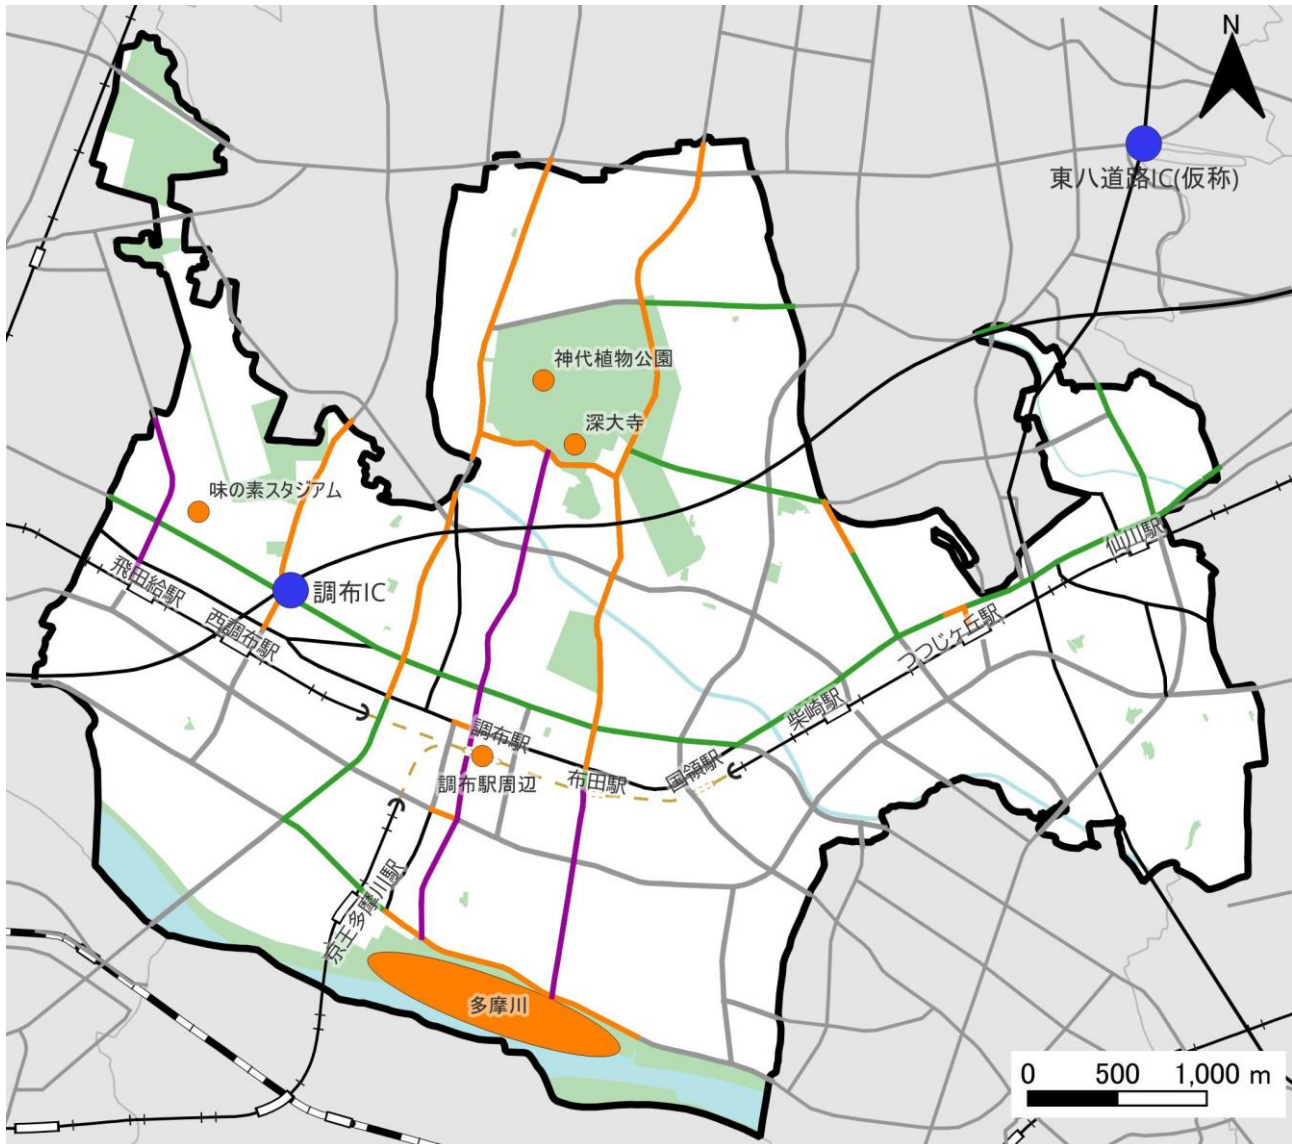 N
東八道路IC(仮称)
神代植物公園
深大寺
味の素スタジアム
飛田給駅
調布IC
西調布駅
仙川駅
つつじケ丘駅
柴崎駅
国領駅
調布駅
調布駅周辺
布田駅
京王多摩川駅
多摩川
0 500 1,000 m